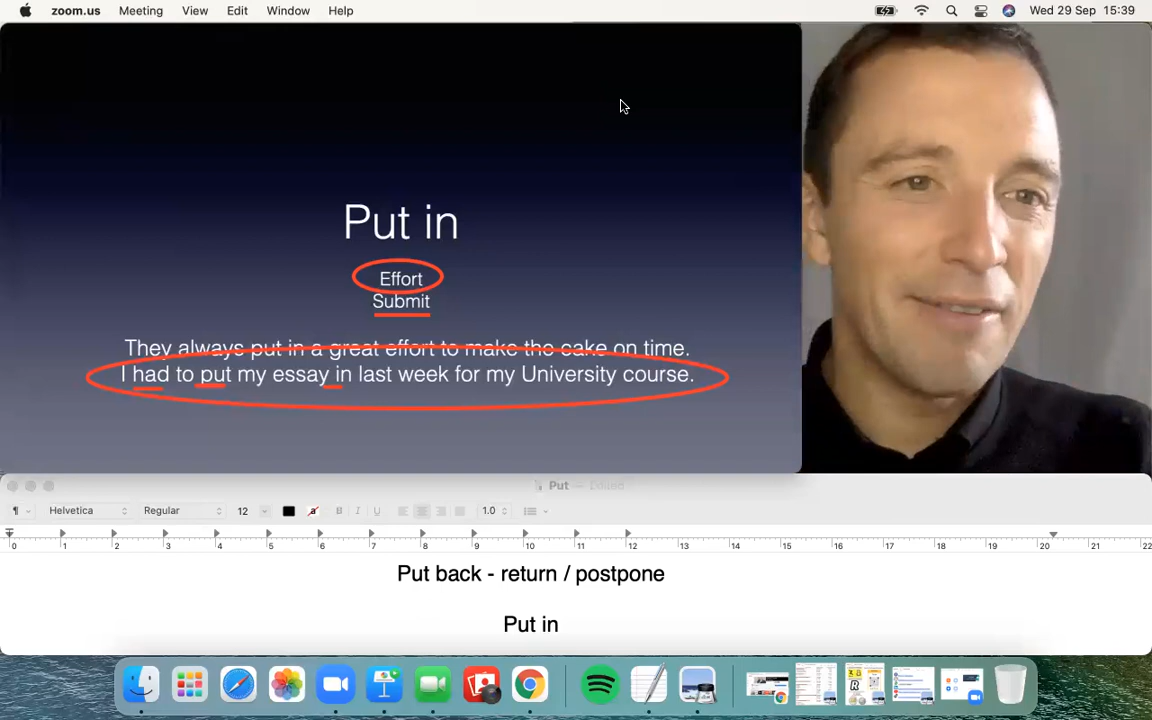 zoom.us Meeting View Edit Window Help Wed 29 Sep 15:39
Put in
Effort
Submit
They always put in a great effort to make the cake on time.
I had to put my essay in last week for my University course.
Put — Edited
¶ Helvetica Regular 12 a B I U 1.0
0 1 2 3 4 5 6 7 8 9 10 11 12 13 14 15 16 17 18 19 20 21 22
Put back - return / postpone
Put in